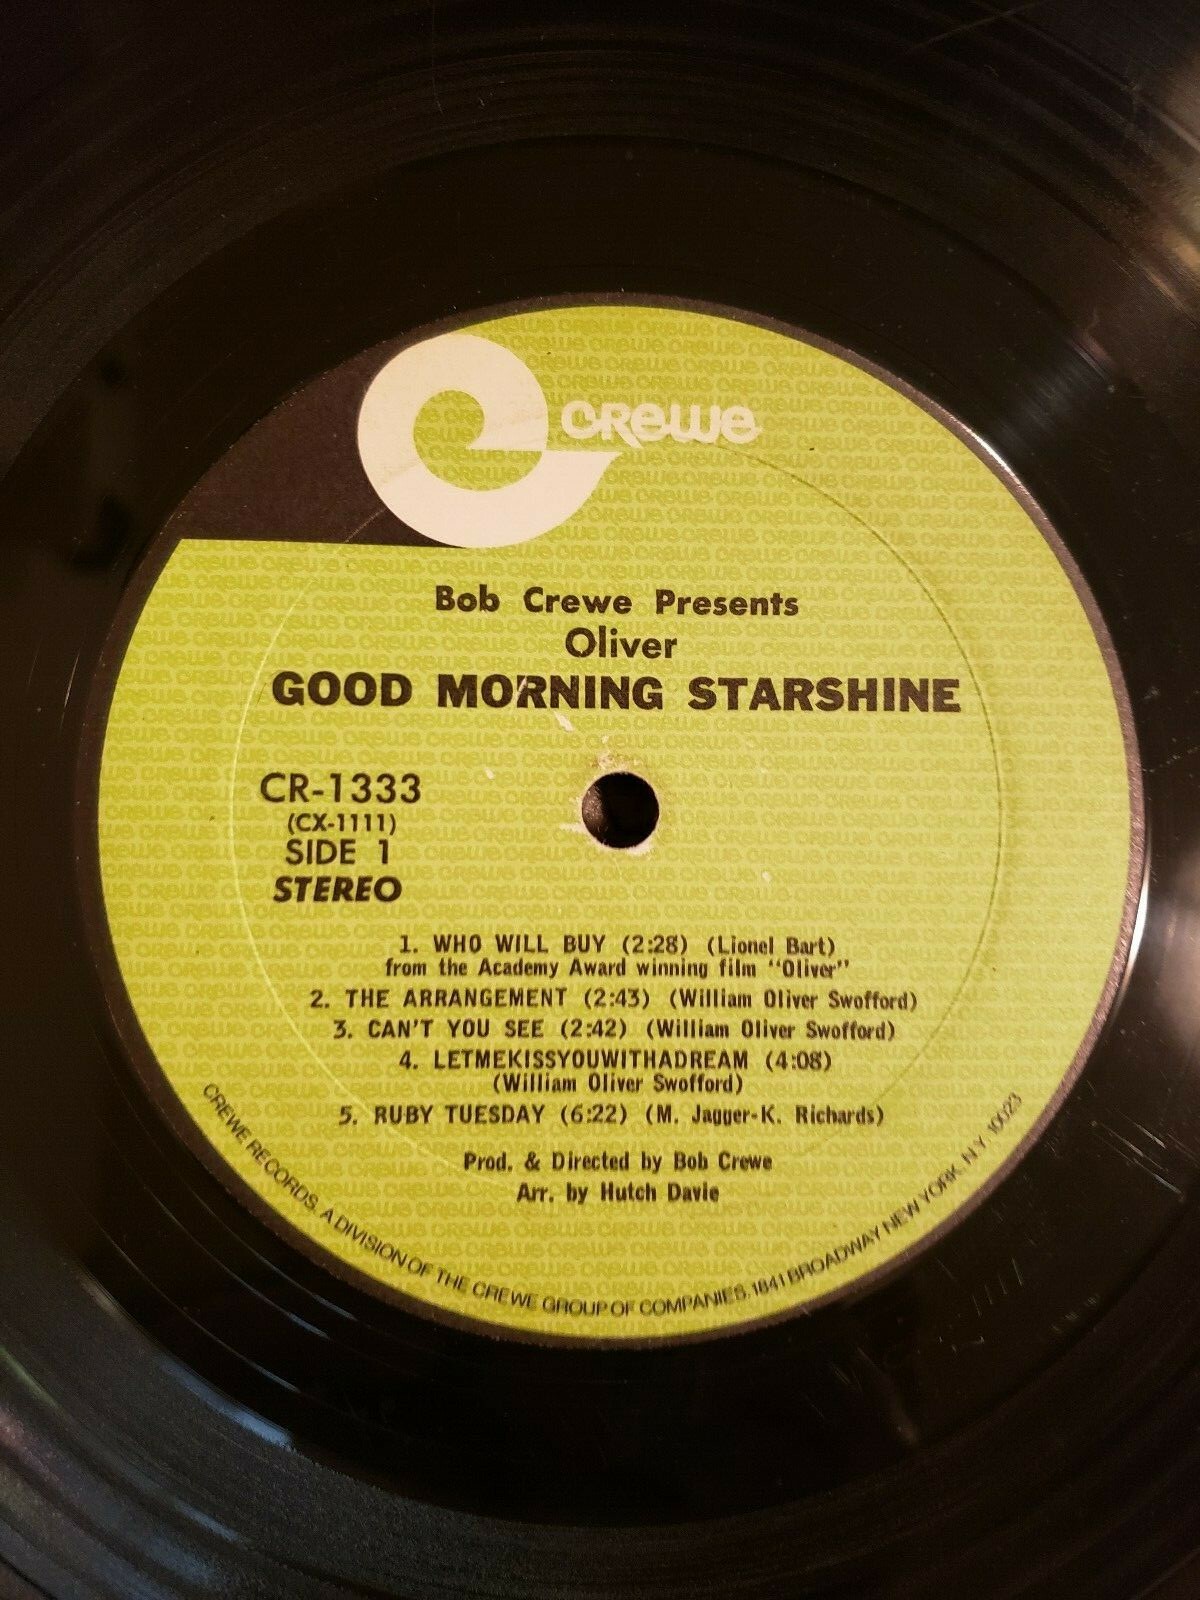 crewe
Bob Crewe Presents
Oliver
GOOD MORNING STARSHINE
CR-1333
(CX-1111)
SIDE 1
STEREO
1. WHO WILL BUY (2:28) (Lionel Bart)
from the Academy Award winning film "Oliver"
2. THE ARRANGEMENT (2:43) (William Oliver Swofford)
3. CAN'T YOU SEE (2:42) (William Oliver Swofford)
4. LETMEKISSYOUWITHADREAM (4:08)
(William Oliver Swofford)
5. RUBY TUESDAY (6:22) (M. Jagger-K. Richards)
Prod. & Directed by Bob Crewe
Arr. by Hutch Davie
CREWE RECORDS. A DIVISION OF THE CREWE GROUP OF COMPANIES. 1841 BROADWAY NEW YORK. N.Y. 10023